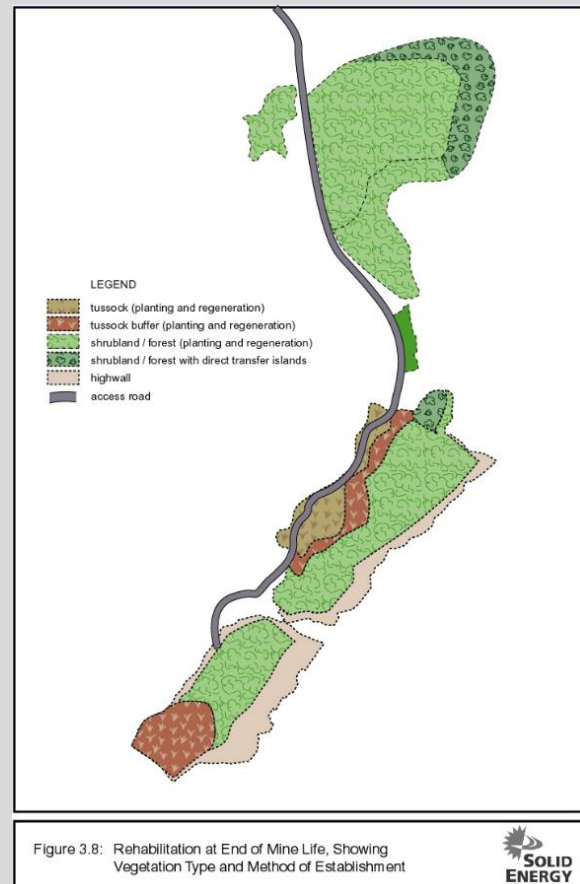 LEGEND
tussock (planting and regeneration)
tussock buffer (planting and regeneration)
shrubland / forest (planting and regeneration)
shrubland / forest with direct transfer islands
highwall
access road
Figure 3.8: Rehabilitation at End of Mine Life, Showing
Vegetation Type and Method of Establishment
SOLID
ENERGY